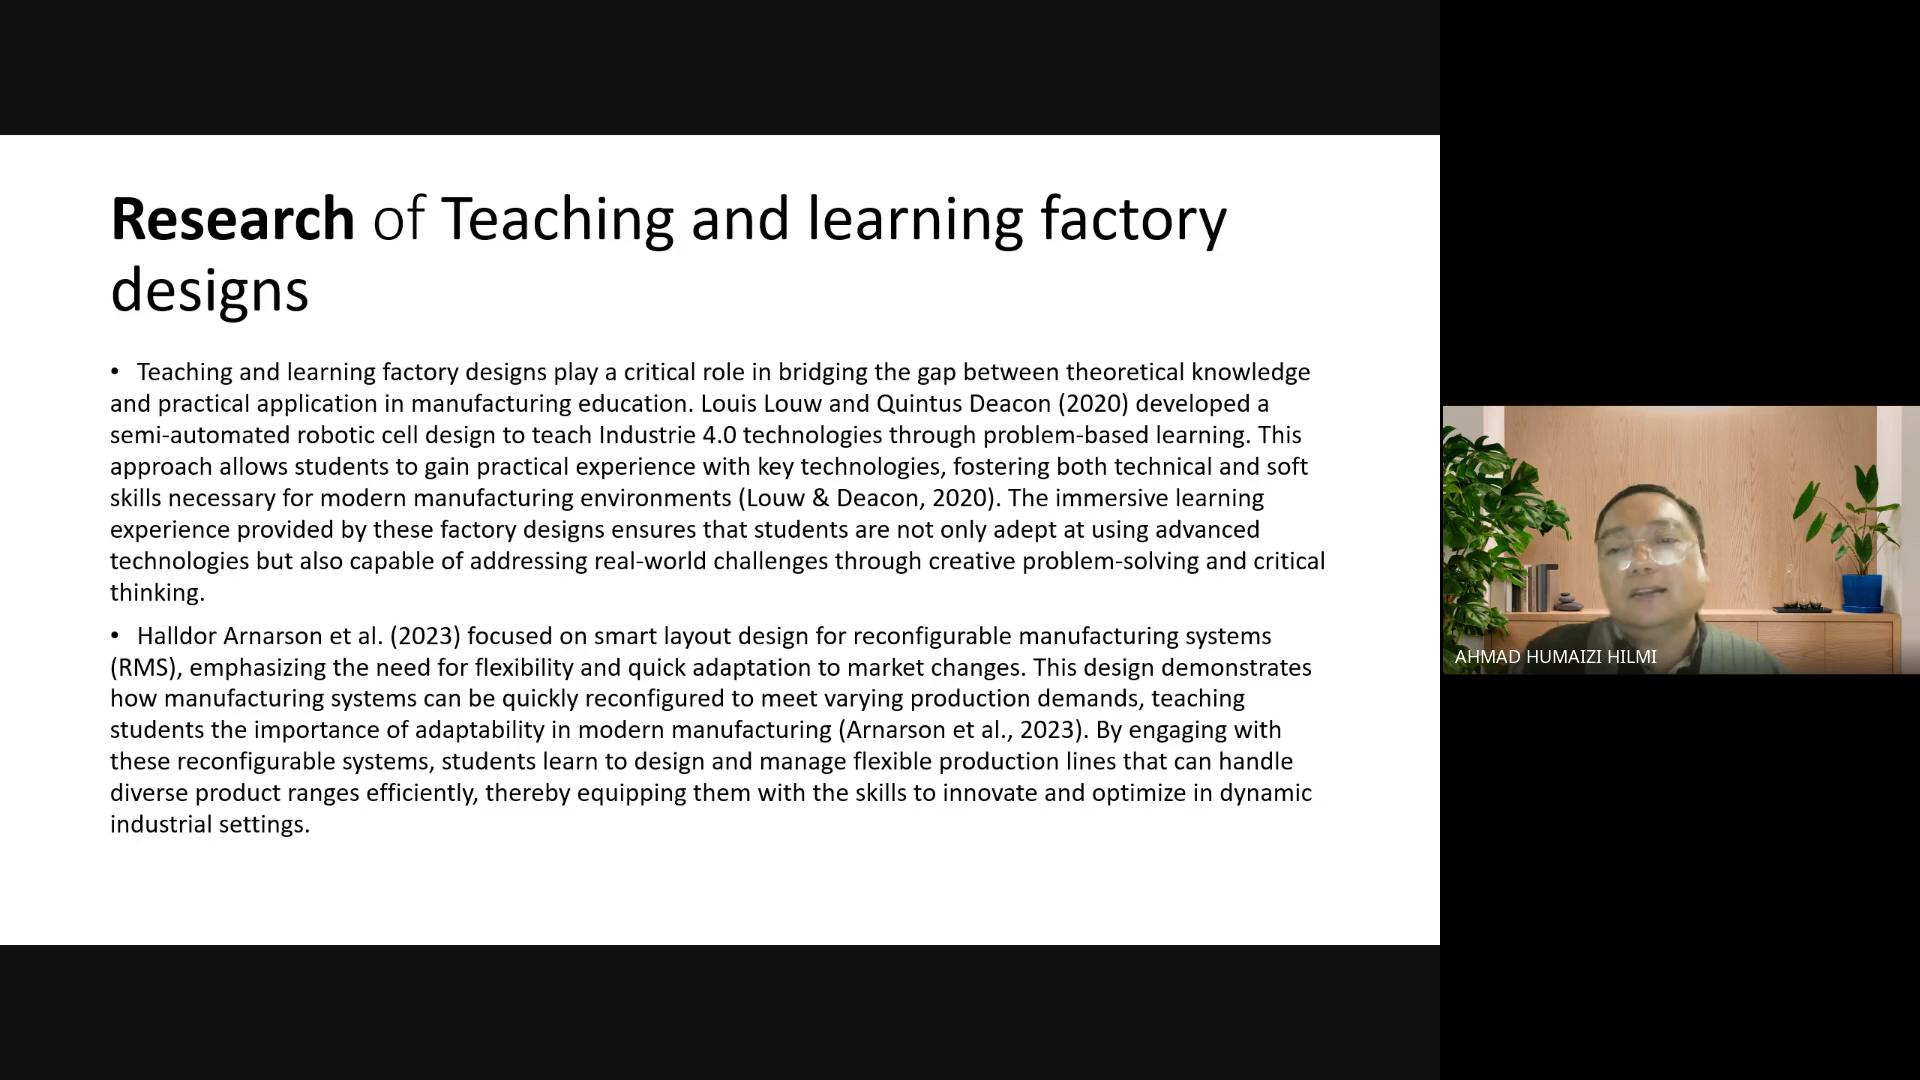 Research of Teaching and learning factory
designs
• Teaching and learning factory designs play a critical role in bridging the gap between theoretical knowledge
and practical application in manufacturing education. Louis Louw and Quintus Deacon (2020) developed a
semi-automated robotic cell design to teach Industrie 4.0 technologies through problem-based learning. This
approach allows students to gain practical experience with key technologies, fostering both technical and soft
skills necessary for modern manufacturing environments (Louw & Deacon, 2020). The immersive learning
experience provided by these factory designs ensures that students are not only adept at using advanced
technologies but also capable of addressing real-world challenges through creative problem-solving and critical
thinking.
• Halldor Arnarson et al. (2023) focused on smart layout design for reconfigurable manufacturing systems
(RMS), emphasizing the need for flexibility and quick adaptation to market changes. This design demonstrates
how manufacturing systems can be quickly reconfigured to meet varying production demands, teaching
students the importance of adaptability in modern manufacturing (Arnarson et al., 2023). By engaging with
these reconfigurable systems, students learn to design and manage flexible production lines that can handle
diverse product ranges efficiently, thereby equipping them with the skills to innovate and optimize in dynamic
industrial settings.
AHMAD HUMAIZI HILMI